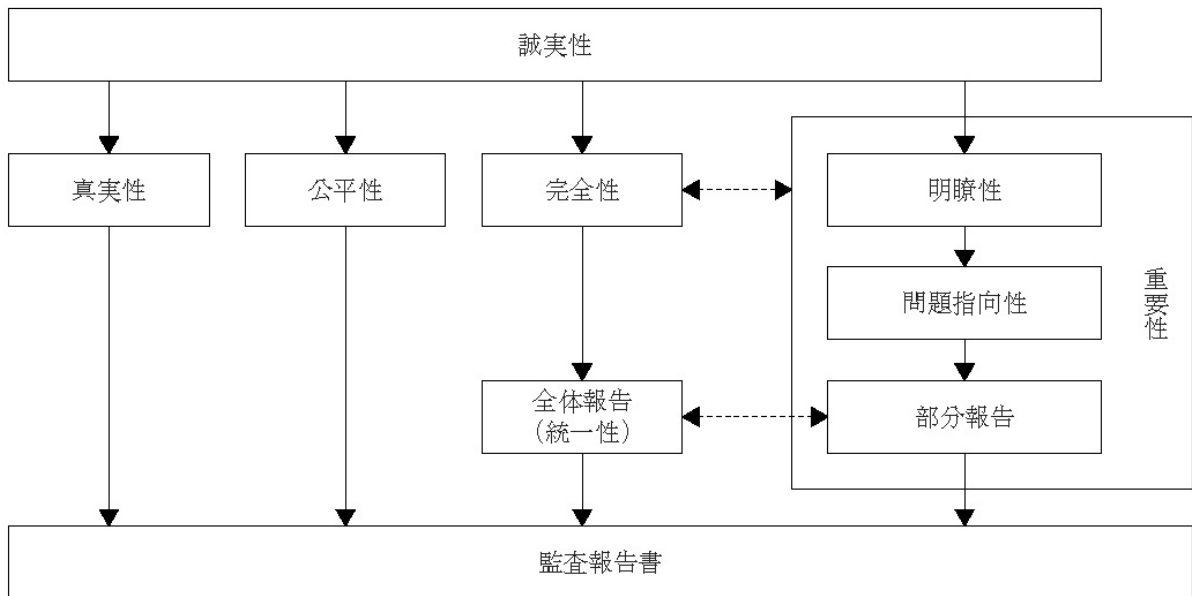 誠実性
真実性
公平性
完全性
明瞭性
問題指向性
重要性
全体報告
(統一性)
部分報告
監査報告書